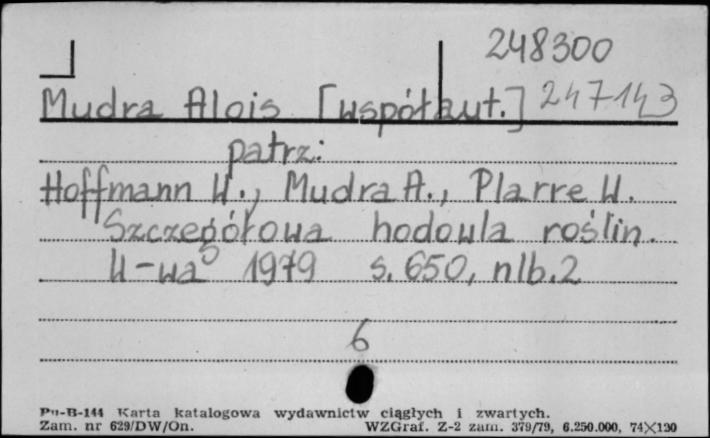 248300
Mudra Alois [współaut.] 247143
patrz:
Hoffmann W., Mudra A., Plarre W.
Szczegółowa hodowla roślin.
W-wa 1979 s. 650, nlb. 2
6
Pu-B-144 Karta katalogowa wydawnictw ciągłych i zwartych.
Zam. nr 629/DW/On. WZGraf. Z-2 zam. 379/79, 6.250.000, 74×120